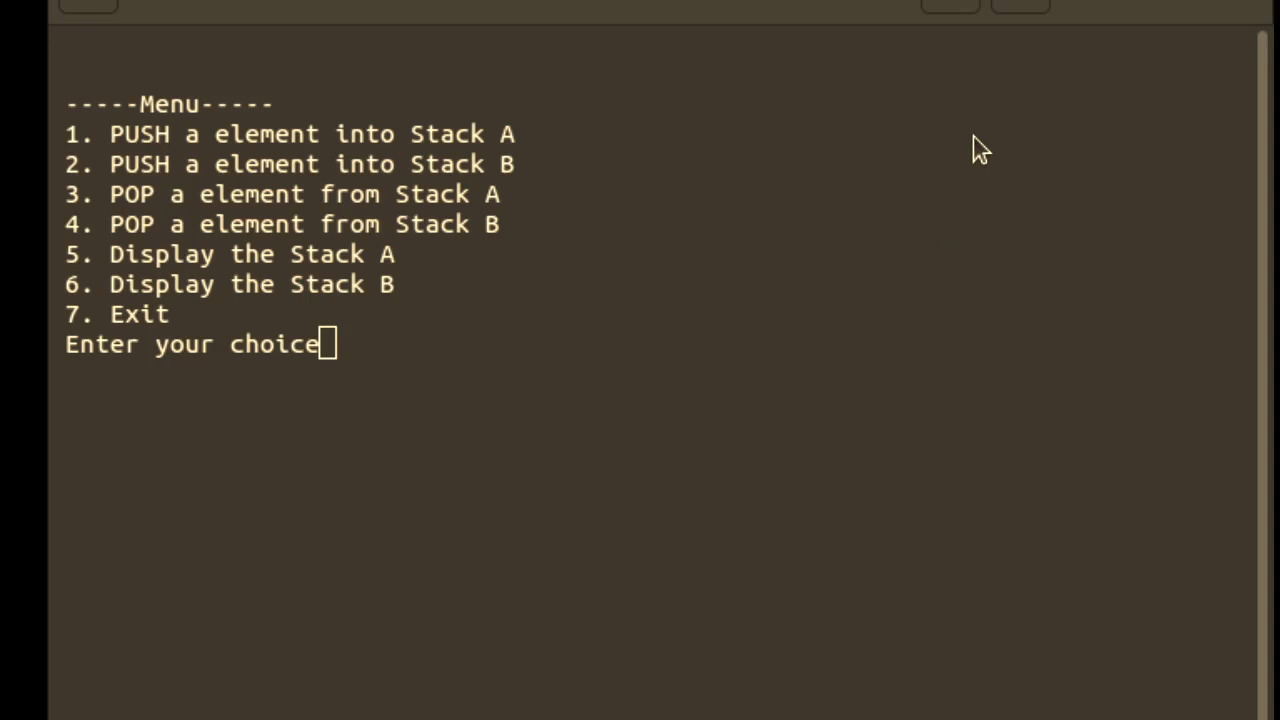 -----Menu-----
1. PUSH a element into Stack A
2. PUSH a element into Stack B
3. POP a element from Stack A
4. POP a element from Stack B
5. Display the Stack A
6. Display the Stack B
7. Exit
Enter your choice